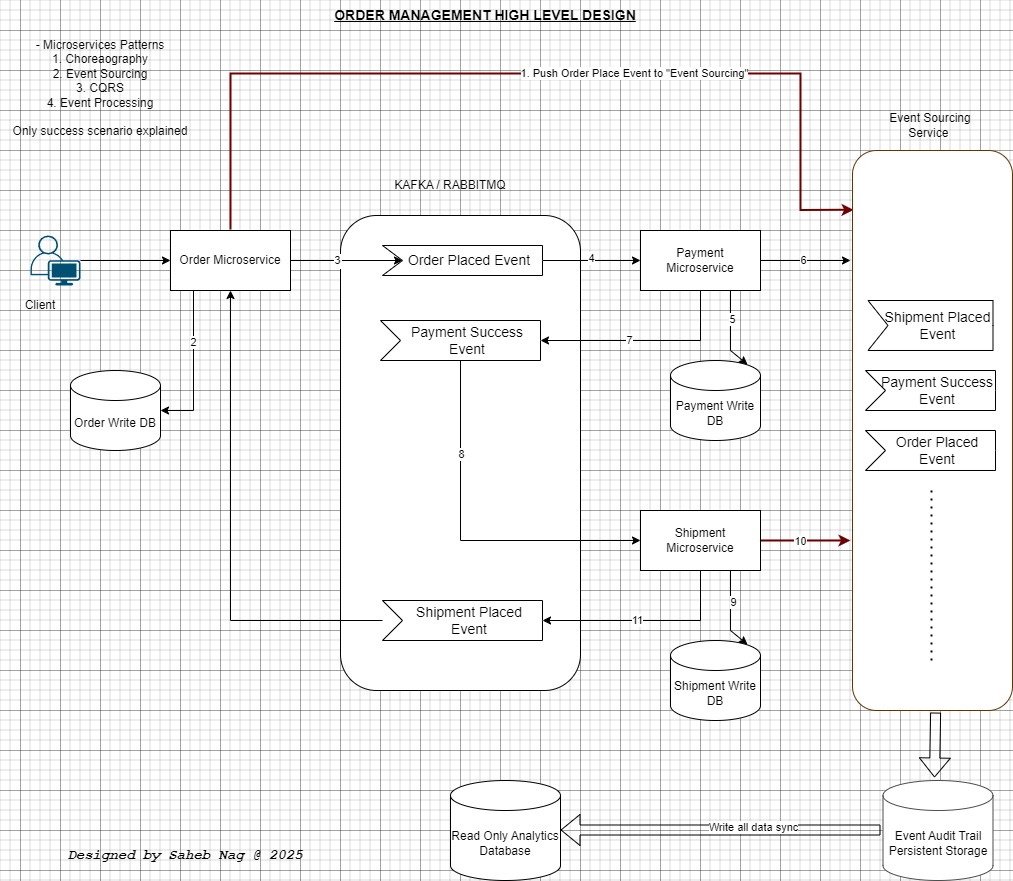 ORDER MANAGEMENT HIGH LEVEL DESIGN
- Microservices Patterns
1. Choreaography
2. Event Sourcing
3. CQRS
4. Event Processing
Only success scenario explained
1. Push Order Place Event to "Event Sourcing"
Event Sourcing
Service
KAFKA / RABBITMQ
Client
Order Microservice
3
Order Placed Event
4
Payment
Microservice
6
2
Order Write DB
Payment Success
Event
7
5
Payment Write
DB
8
Shipment Placed
Event
Payment Success
Event
Order Placed
Event
Shipment
Microservice
10
Shipment Placed
Event
11
9
Shipment Write
DB
Read Only Analytics
Database
Write all data sync
Event Audit Trail
Persistent Storage
Designed by Saheb Nag @ 2025